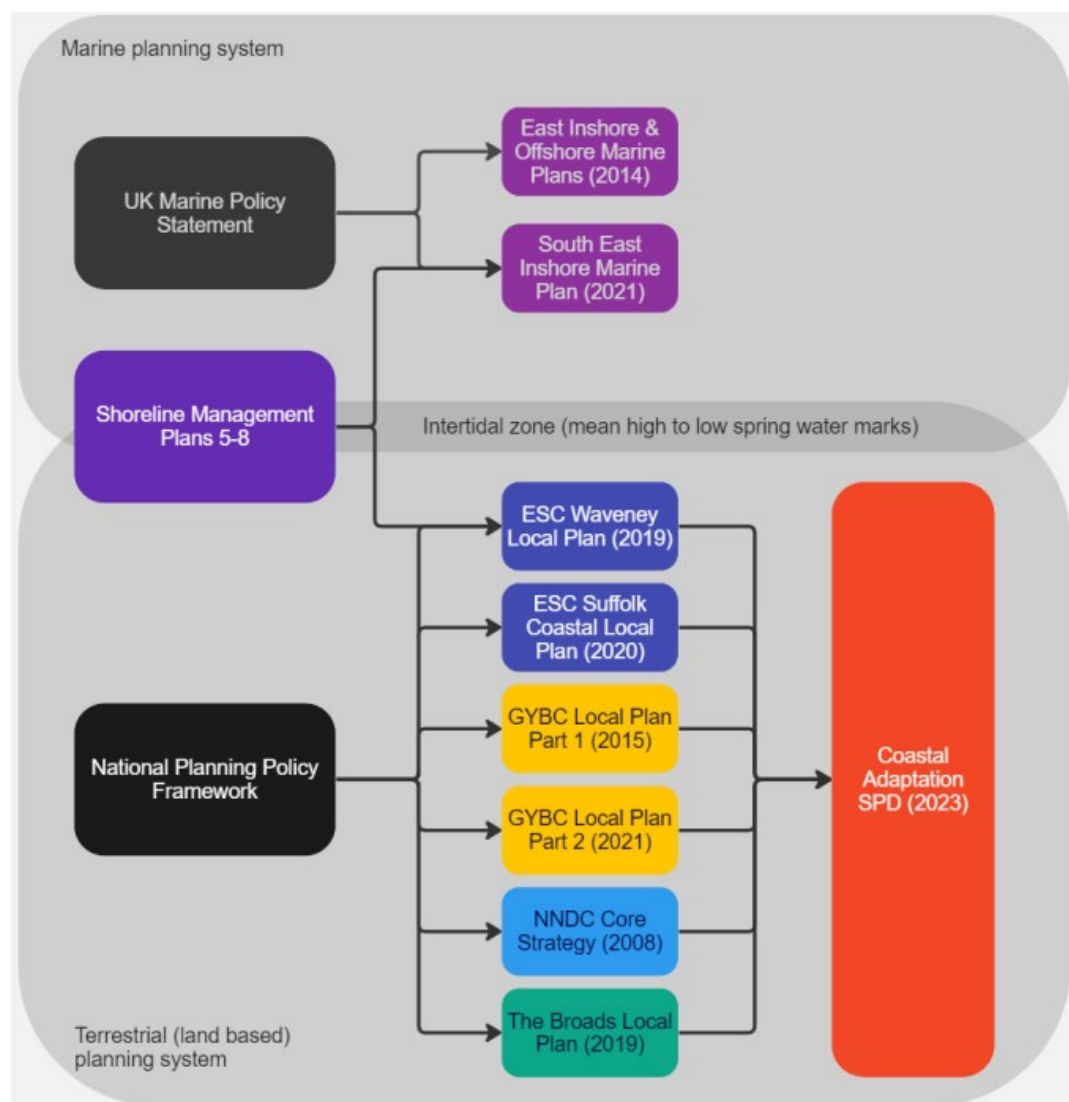 Marine planning system
East Inshore &
Offshore Marine
Plans (2014)
UK Marine Policy
Statement
South East
Inshore Marine
Plan (2021)
Shoreline Management
Plans 5-8
Intertidal zone (mean high to low spring water marks)
ESC Waveney
Local Plan (2019)
ESC Suffolk
Coastal Local
Plan (2020)
GYBC Local Plan
Part 1 (2015)
National Planning Policy
Framework
Coastal
Adaptation
SPD (2023)
GYBC Local Plan
Part 2 (2021)
NNDC Core
Strategy (2008)
The Broads Local
Plan (2019)
Terrestrial (land based)
planning system